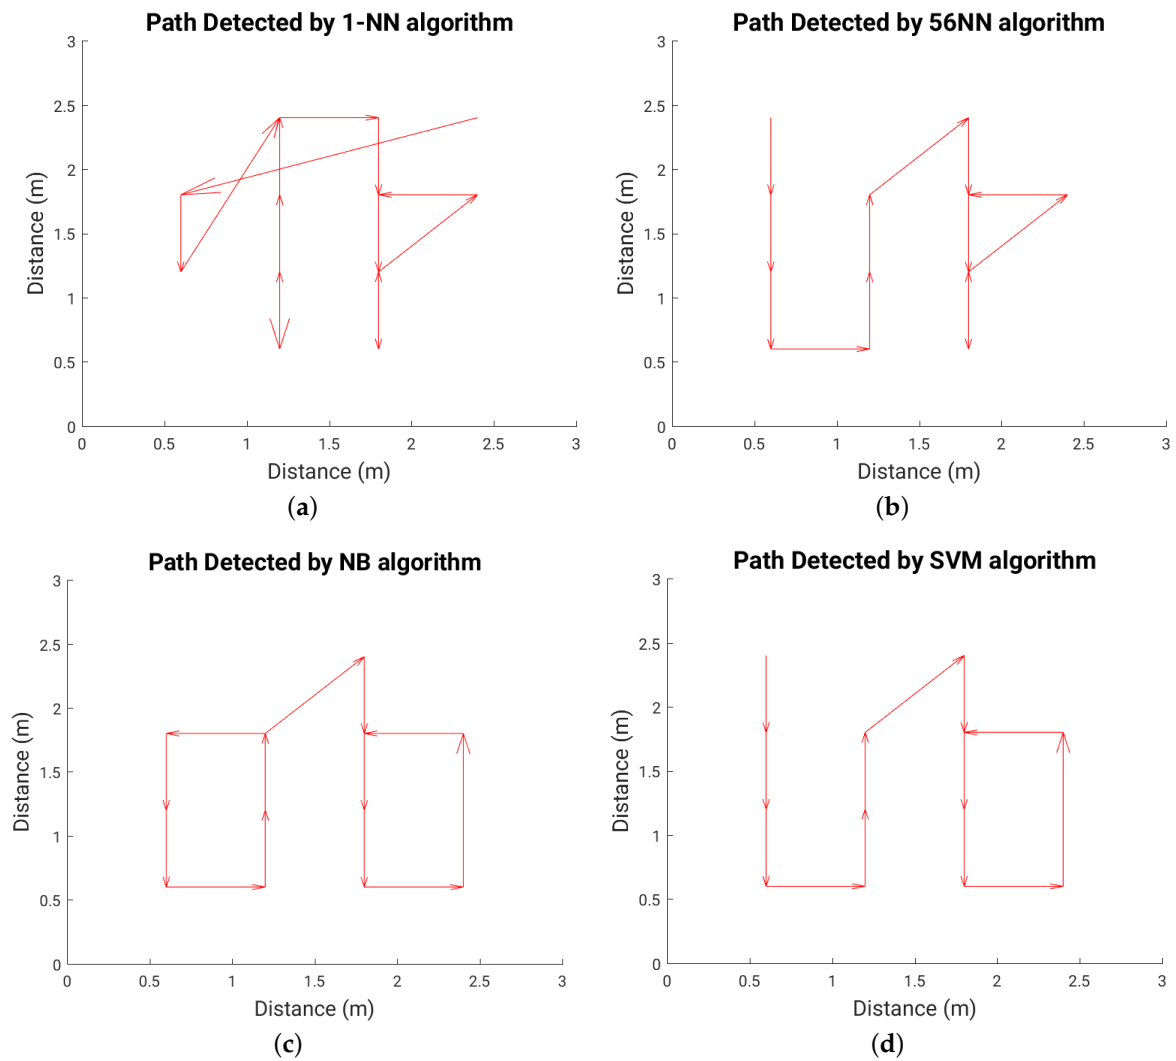 Path Detected by 1-NN algorithm
3
2.5
2
1.5
1
0.5
0
Distance (m)
0 0.5 1 1.5 2 2.5 3
Distance (m)
(a)
Path Detected by 56NN algorithm
3
2.5
2
1.5
1
0.5
0
Distance (m)
0 0.5 1 1.5 2 2.5 3
Distance (m)
(b)
Path Detected by NB algorithm
3
2.5
2
1.5
1
0.5
0
Distance (m)
0 0.5 1 1.5 2 2.5 3
Distance (m)
(c)
Path Detected by SVM algorithm
3
2.5
2
1.5
1
0.5
0
Distance (m)
0 0.5 1 1.5 2 2.5 3
Distance (m)
(d)